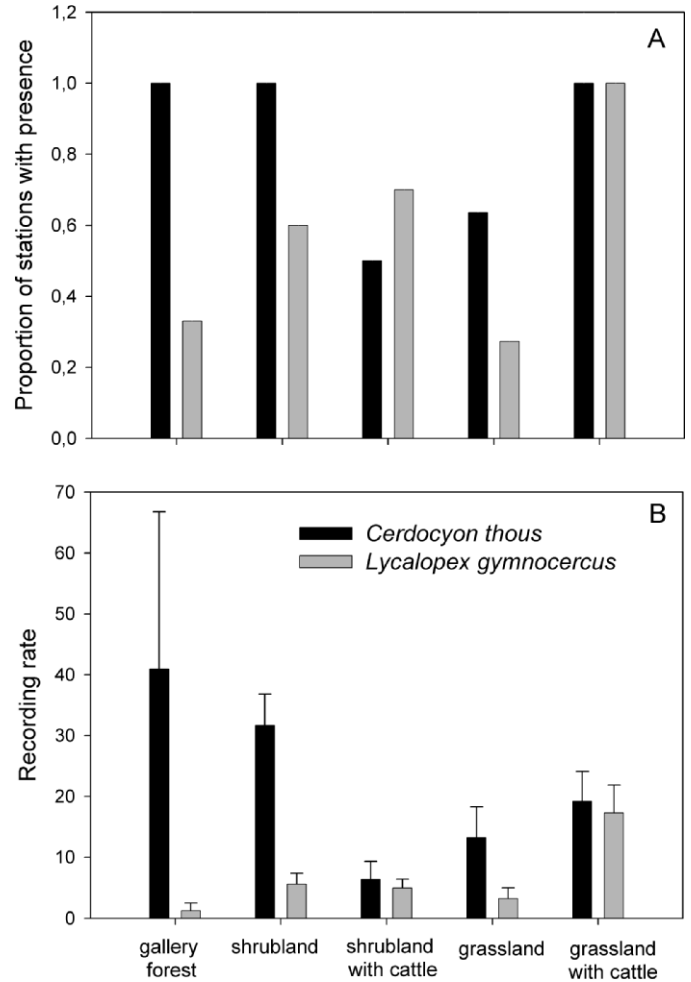 A
Proportion of stations with presence
1,2
1,0
0,8
0,6
0,4
0,2
0,0
B
Recording rate
70
60
50
40
30
20
10
0
Cerdocyon thous
Lycalopex gymnocercus
gallery
forest
shrubland
shrubland
with cattle
grassland
grassland
with cattle